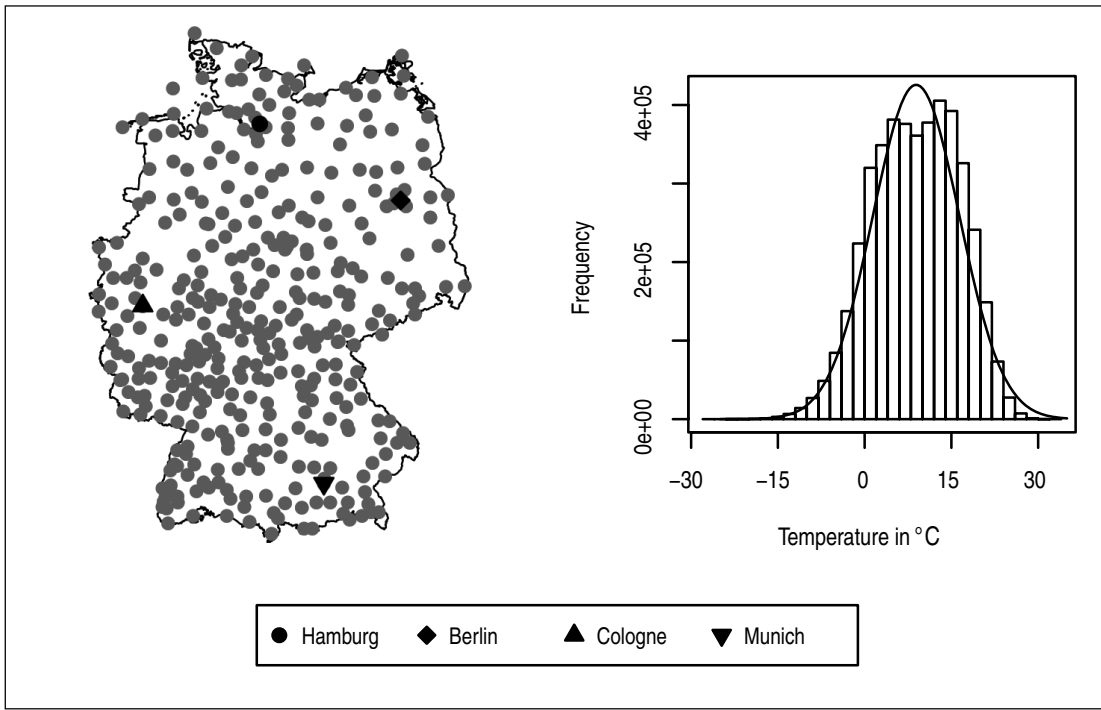 4e+05
2e+05
0e+00
Frequency
−30 −15 0 15 30
Temperature in °C
Hamburg Berlin Cologne Munich